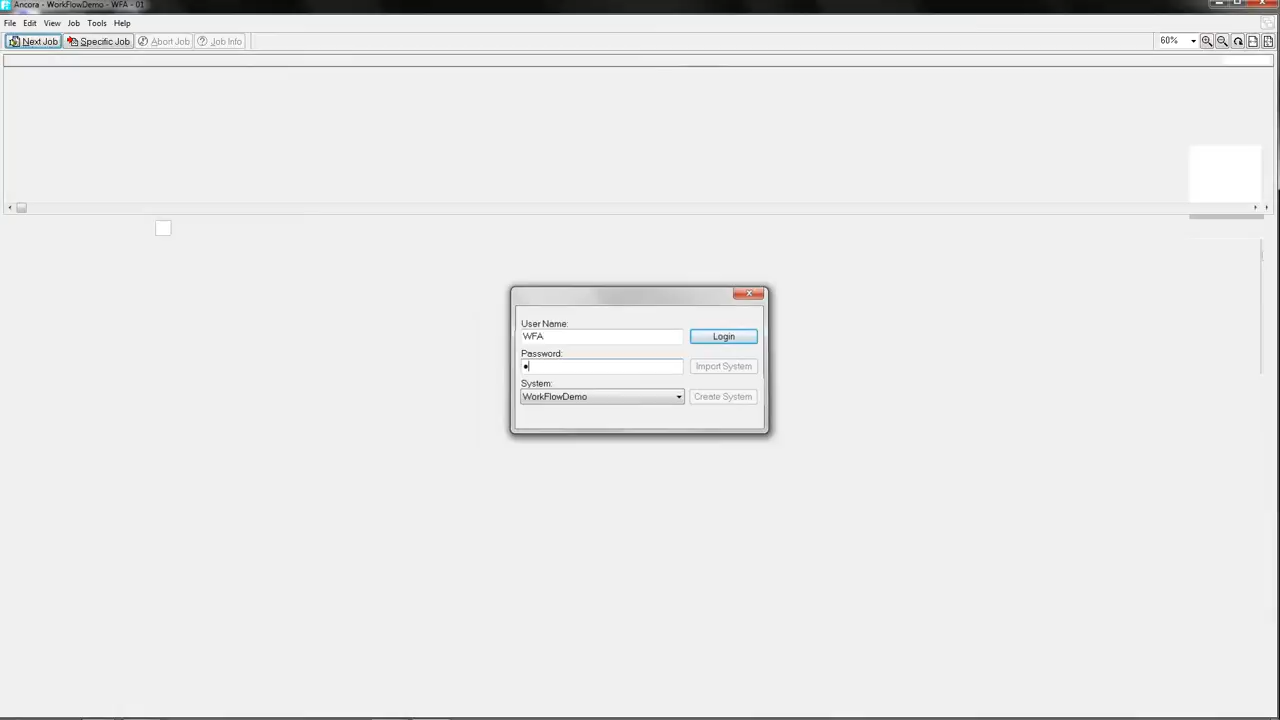 Ancora - WorkFlowDemo - WFA - 01
File Edit View Job Tools Help
Next Job Specific Job Abort Job Job Info 60%
User Name:
WFA Login
Password:
● Import System
System:
WorkFlowDemo Create System